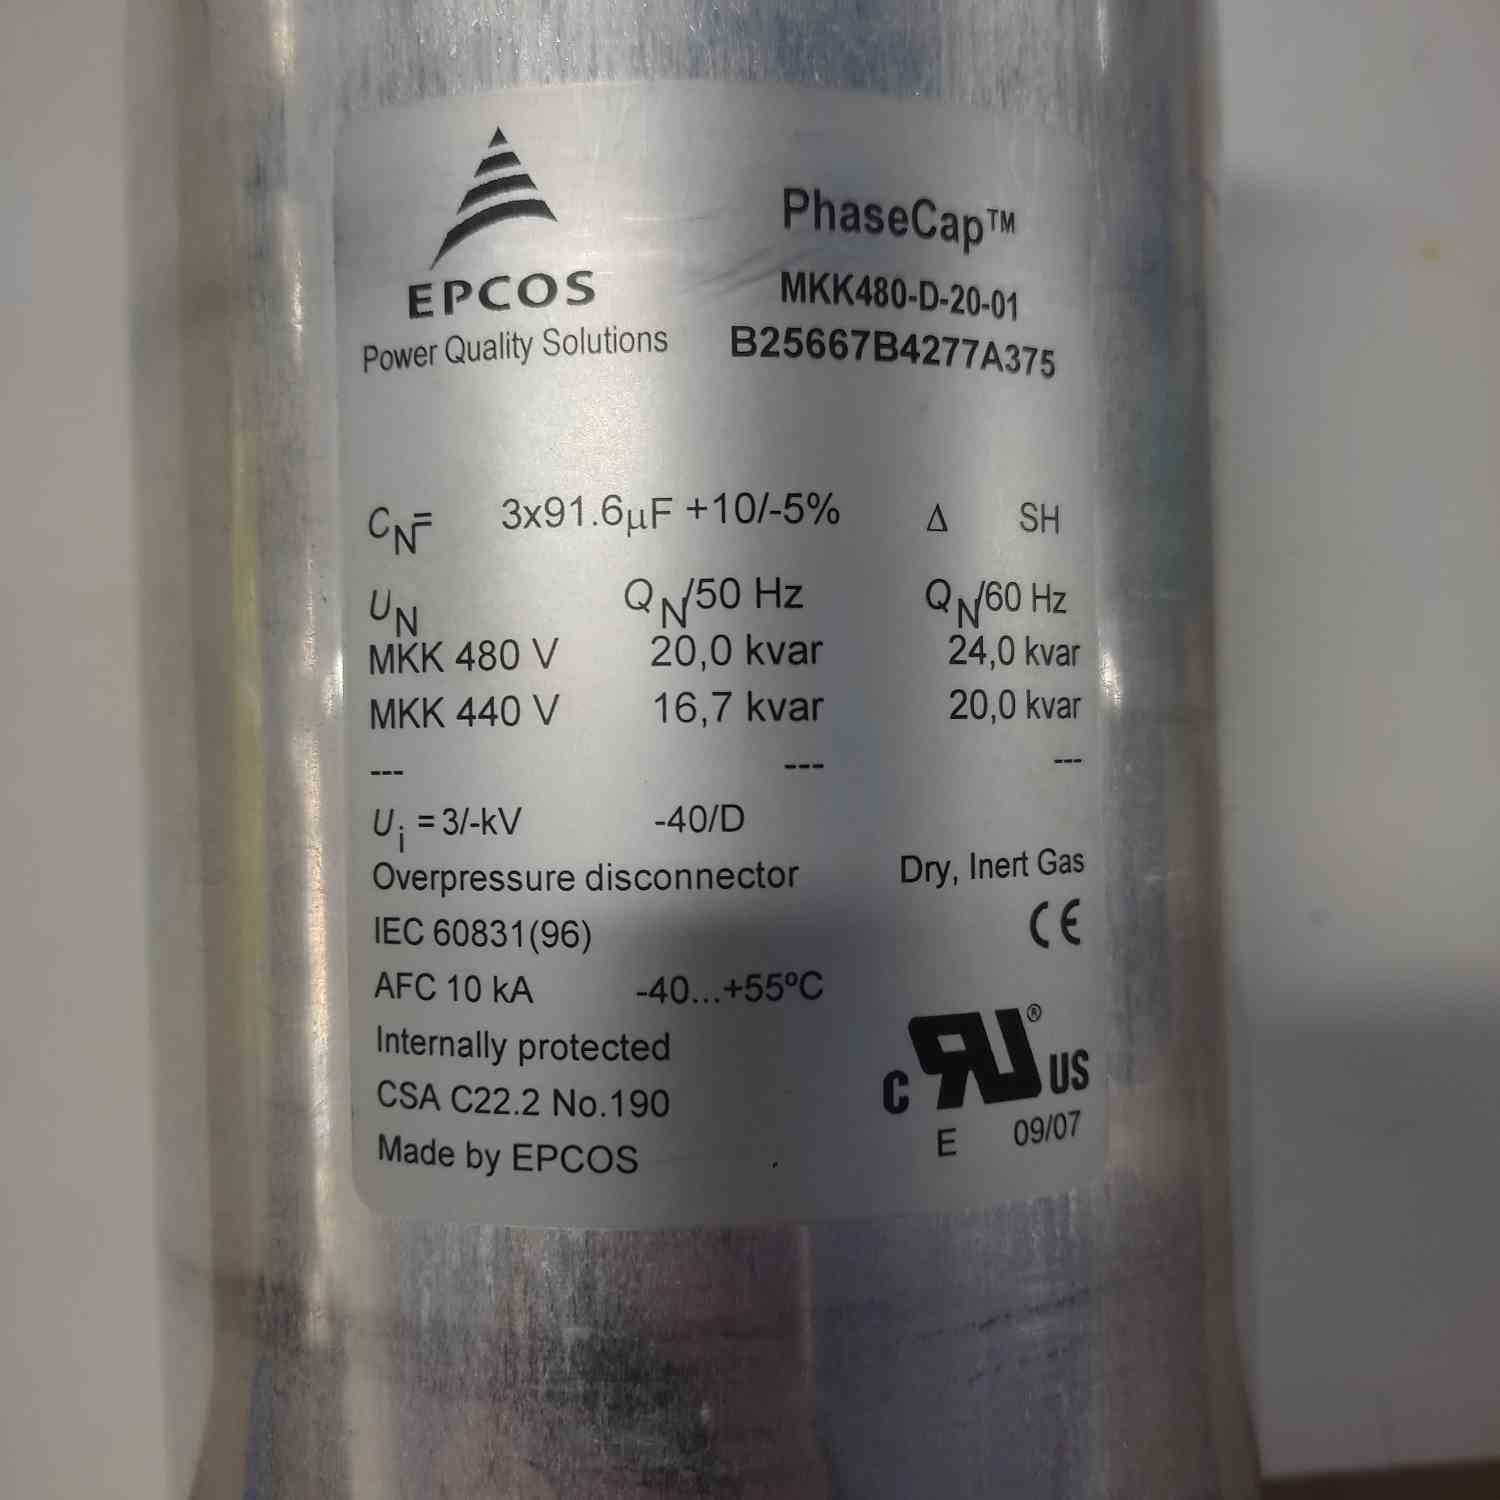 EPCOS
Power Quality Solutions
PhaseCap™
MKK480-D-20-01
B25667B4277A375
CN= 3x91.6µF +10/-5% Δ SH
UN QN/50 Hz QN/60 Hz
MKK 480 V 20,0 kvar 24,0 kvar
MKK 440 V 16,7 kvar 20,0 kvar
--- --- ---
Ui = 3/-kV -40/D
Overpressure disconnector Dry, Inert Gas
IEC 60831(96) CE
AFC 10 kA -40...+55ºC
Internally protected
CSA C22.2 No.190 c RU® US
Made by EPCOS E 09/07